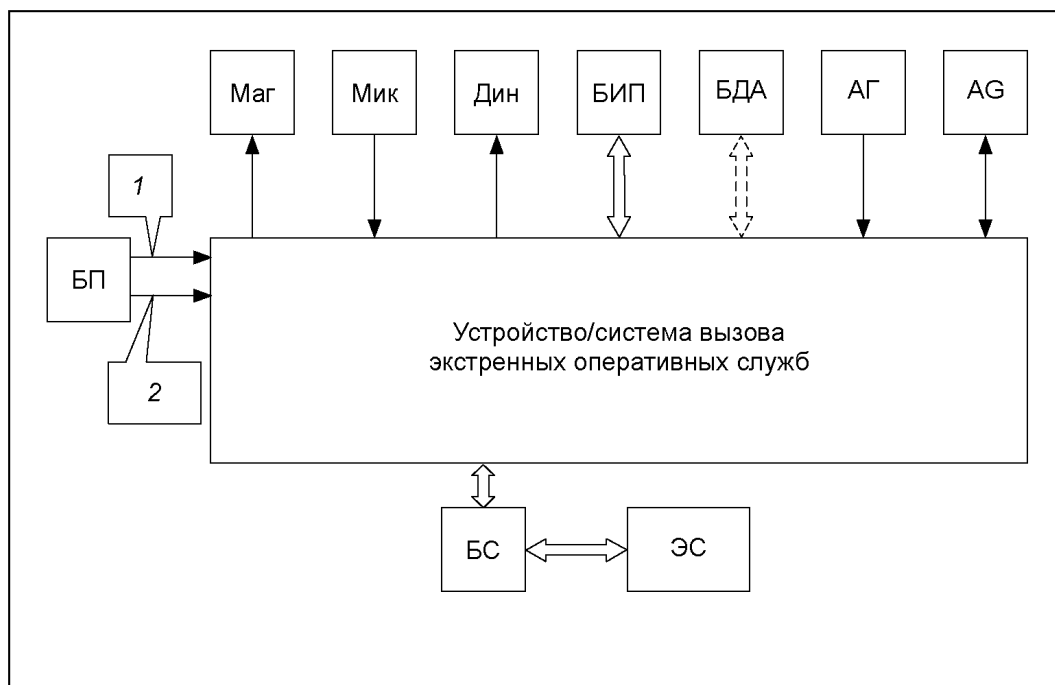 Маг
Мик
Дин
БИП
БДА
АГ
AG
1
БП
2
Устройство/система вызова
экстренных оперативных служб
БС
ЭС